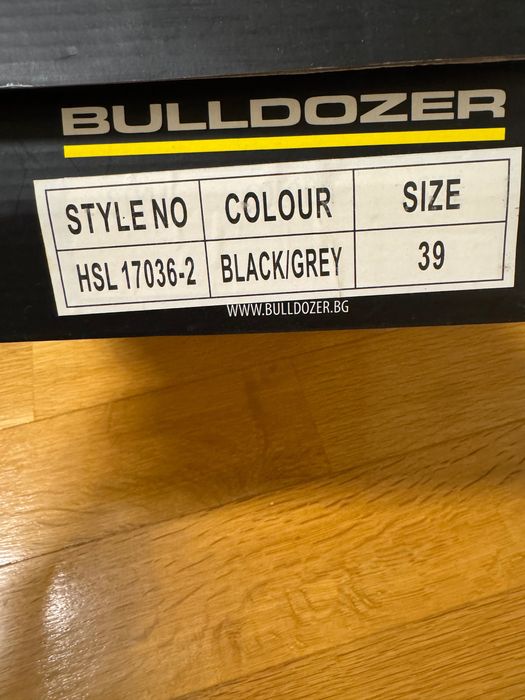 BULLDOZER
STYLE NO COLOUR SIZE
HSL 17036-2 BLACK/GREY 39
WWW.BULLDOZER.BG